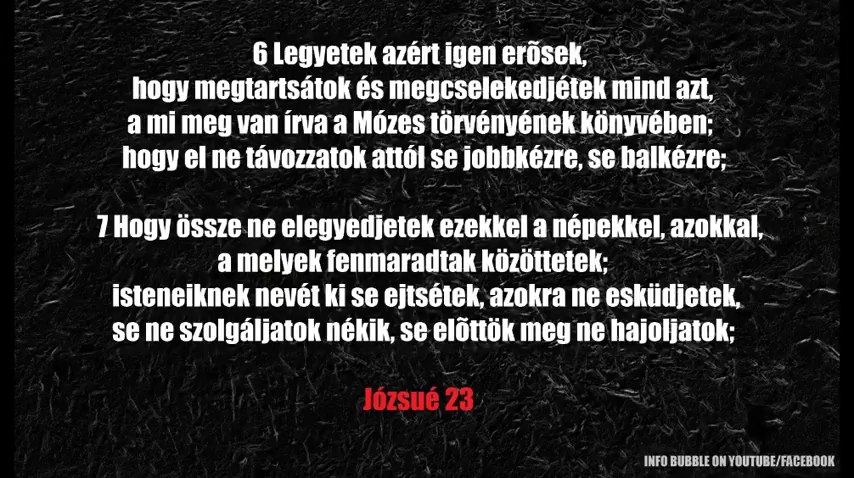 6 Legyetek azért igen erõsek,
hogy megtartsátok és megcselekedjétek mind azt,
a mi meg van írva a Mózes törvényének könyvében;
hogy el ne távozzatok attól se jobbkézre, se balkézre;
7 Hogy össze ne elegyedjetek ezekkel a népekkel, azokkal,
a melyek fenmaradtak közöttetek;
isteneiknek nevét ki se ejtsétek, azokra ne esküdjetek,
se ne szolgáljatok nékik, se elõttök meg ne hajoljatok;
Józsué 23
INFO BUBBLE ON YOUTUBE/FACEBOOK